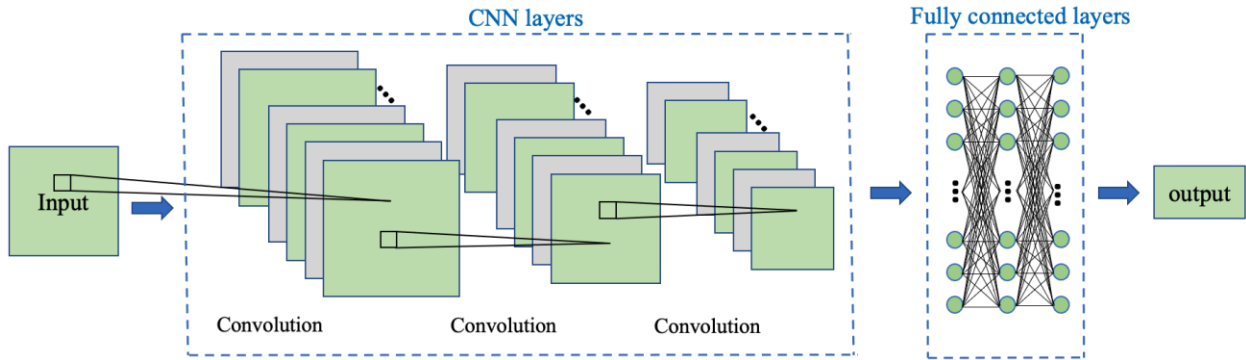 CNN layers
Fully connected layers
Input
output
Convolution
Convolution
Convolution